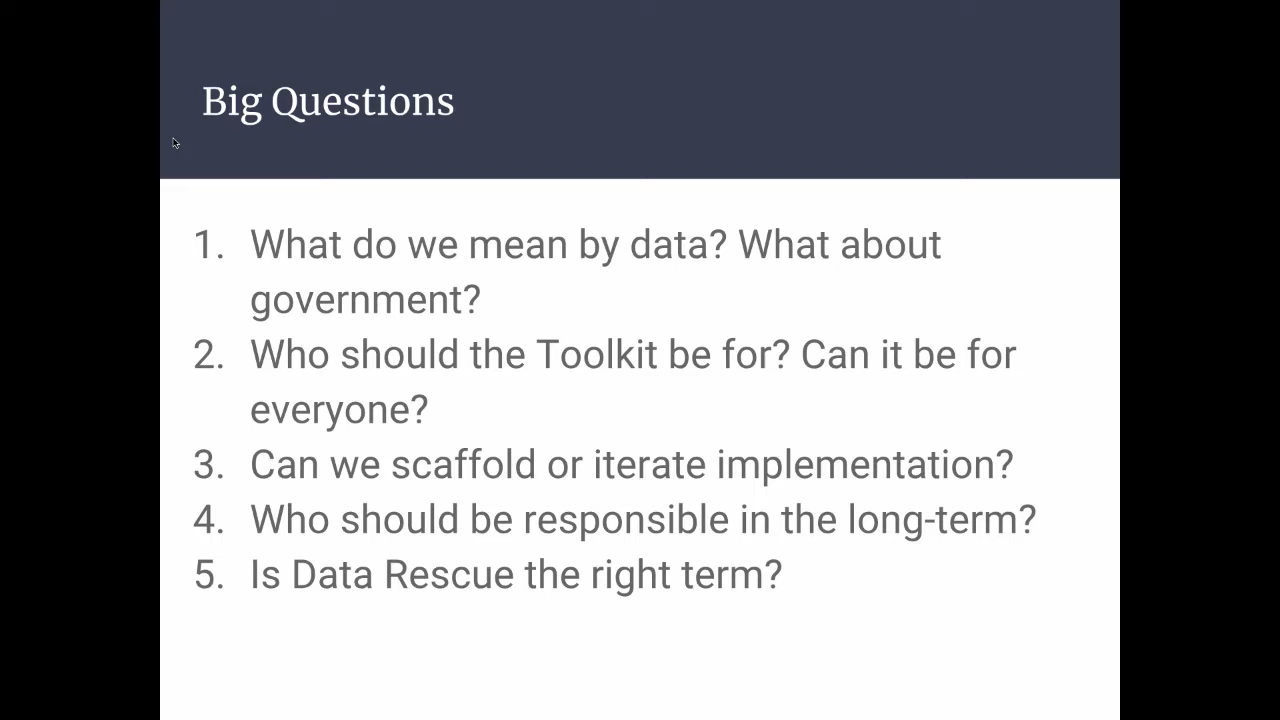 Big Questions
1. What do we mean by data? What about
government?
2. Who should the Toolkit be for? Can it be for
everyone?
3. Can we scaffold or iterate implementation?
4. Who should be responsible in the long-term?
5. Is Data Rescue the right term?